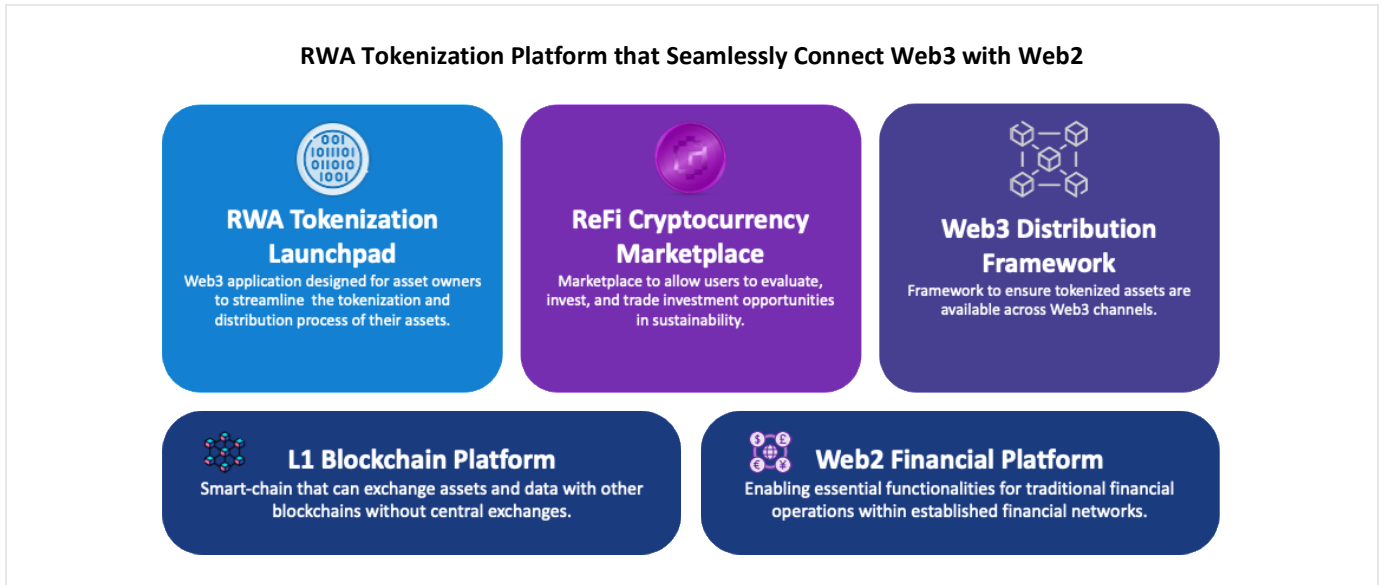 RWA Tokenization Platform that Seamlessly Connect Web3 with Web2
001
1011101
011010
1001
RWA Tokenization
Launchpad
Web3 application designed for asset owners
to streamline the tokenization and
distribution process of their assets.
ReFi Cryptocurrency
Marketplace
Marketplace to allow users to evaluate,
invest, and trade investment opportunities
in sustainability.
Web3 Distribution
Framework
Framework to ensure tokenized assets are
available across Web3 channels.
L1 Blockchain Platform
Smart-chain that can exchange assets and data with other
blockchains without central exchanges.
$ £
€ ¥
Web2 Financial Platform
Enabling essential functionalities for traditional financial
operations within established financial networks.